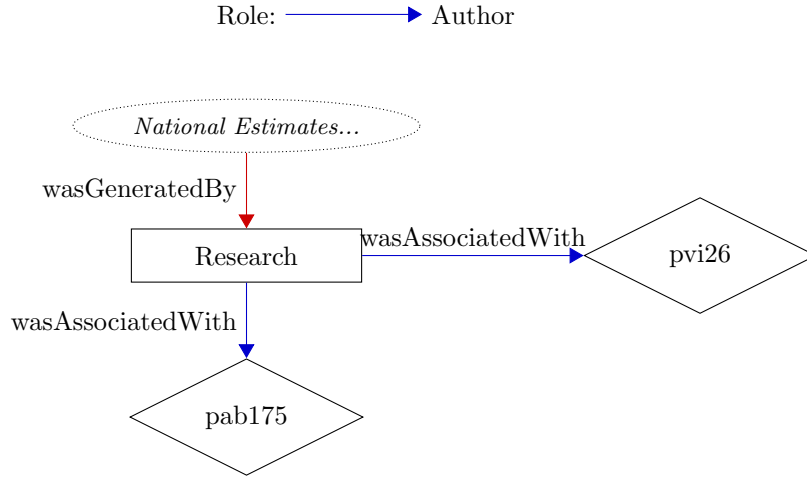 Role: Author
National Estimates...
wasGeneratedBy
Research
wasAssociatedWith
pvi26
wasAssociatedWith
pab175